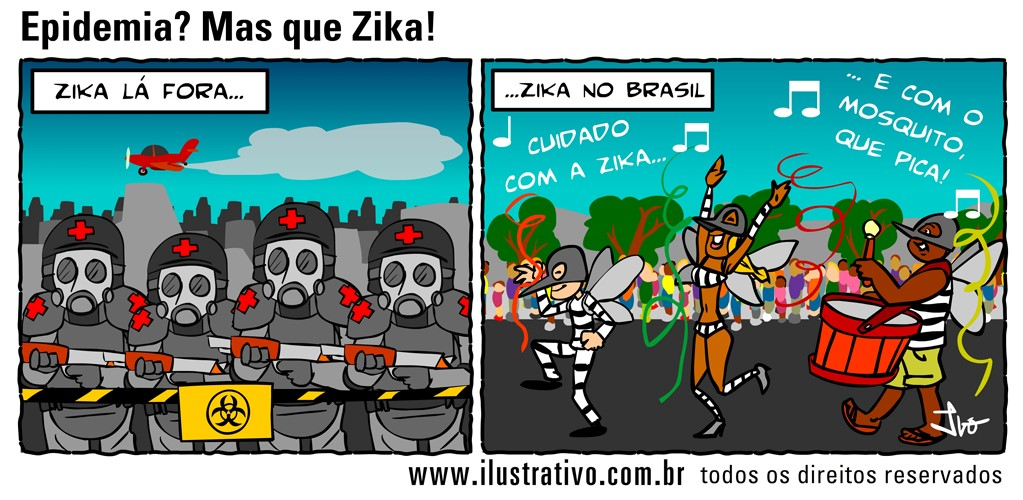 Epidemia? Mas que Zika!
ZIKA LÁ FORA...
...ZIKA NO BRASIL
CUIDADO
COM A ZIKA...
... E COM O
MOSQUITO,
QUE PICA!
Ibo
www.ilustrativo.com.br todos os direitos reservados